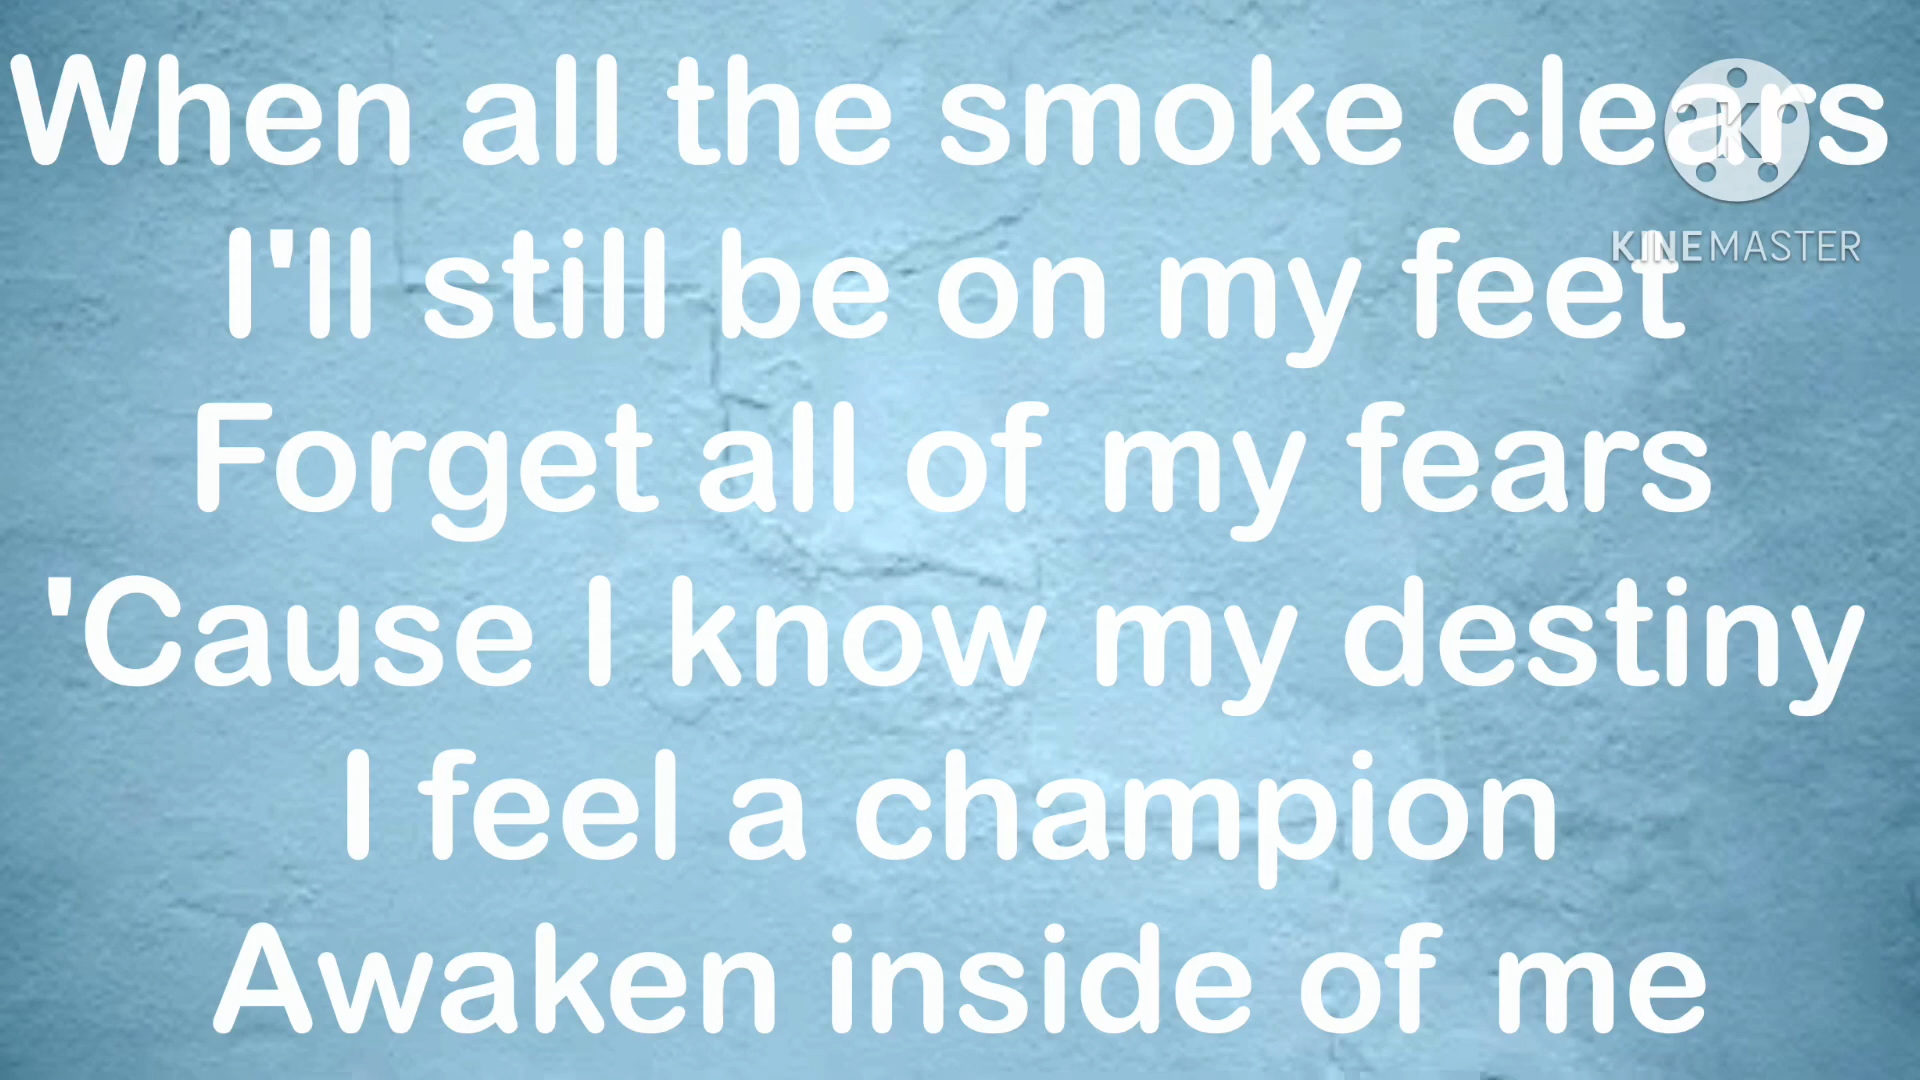 When all the smoke clears
I'll still be on my feet
Forget all of my fears
'Cause I know my destiny
I feel a champion
Awaken inside of me
K
KINEMASTER